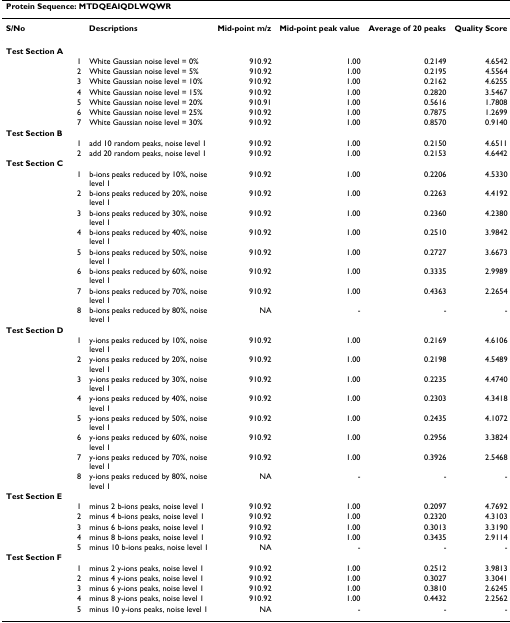 Protein Sequence: MTDQEAIQDLWQWR
S/No Descriptions Mid-point m/z Mid-point peak value Average of 20 peaks Quality Score
Test Section A
1 White Gaussian noise level = 0% 910.92 1.00 0.2149 4.6542
2 White Gaussian noise level = 5% 910.92 1.00 0.2195 4.5564
3 White Gaussian noise level = 10% 910.92 1.00 0.2162 4.6255
4 White Gaussian noise level = 15% 910.92 1.00 0.2820 3.5467
5 White Gaussian noise level = 20% 910.91 1.00 0.5616 1.7808
6 White Gaussian noise level = 25% 910.92 1.00 0.7875 1.2699
7 White Gaussian noise level = 30% 910.92 1.00 0.8570 0.9140
Test Section B
1 add 10 random peaks, noise level 1 910.92 1.00 0.2150 4.6511
2 add 20 random peaks, noise level 1 910.92 1.00 0.2153 4.6442
Test Section C
1 b-ions peaks reduced by 10%, noise 910.92 1.00 0.2206 4.5330
level 1
2 b-ions peaks reduced by 20%, noise 910.92 1.00 0.2263 4.4192
level 1
3 b-ions peaks reduced by 30%, noise 910.92 1.00 0.2360 4.2380
level 1
4 b-ions peaks reduced by 40%, noise 910.92 1.00 0.2510 3.9842
level 1
5 b-ions peaks reduced by 50%, noise 910.92 1.00 0.2727 3.6673
level 1
6 b-ions peaks reduced by 60%, noise 910.92 1.00 0.3335 2.9989
level 1
7 b-ions peaks reduced by 70%, noise 910.92 1.00 0.4363 2.2654
level 1
8 b-ions peaks reduced by 80%, noise NA - - -
level 1
Test Section D
1 y-ions peaks reduced by 10%, noise 910.92 1.00 0.2169 4.6106
level 1
2 y-ions peaks reduced by 20%, noise 910.92 1.00 0.2198 4.5489
level 1
3 y-ions peaks reduced by 30%, noise 910.92 1.00 0.2235 4.4740
level 1
4 y-ions peaks reduced by 40%, noise 910.92 1.00 0.2303 4.3418
level 1
5 y-ions peaks reduced by 50%, noise 910.92 1.00 0.2435 4.1072
level 1
6 y-ions peaks reduced by 60%, noise 910.92 1.00 0.2956 3.3824
level 1
7 y-ions peaks reduced by 70%, noise 910.92 1.00 0.3926 2.5468
level 1
8 y-ions peaks reduced by 80%, noise NA - - -
level 1
Test Section E
1 minus 2 b-ions peaks, noise level 1 910.92 1.00 0.2097 4.7692
2 minus 4 b-ions peaks, noise level 1 910.92 1.00 0.2320 4.3103
3 minus 6 b-ions peaks, noise level 1 910.92 1.00 0.3013 3.3190
4 minus 8 b-ions peaks, noise level 1 910.92 1.00 0.3435 2.9114
5 minus 10 b-ions peaks, noise level 1 NA - - -
Test Section F
1 minus 2 y-ions peaks, noise level 1 910.92 1.00 0.2512 3.9813
2 minus 4 y-ions peaks, noise level 1 910.92 1.00 0.3027 3.3041
3 minus 6 y-ions peaks, noise level 1 910.92 1.00 0.3810 2.6245
4 minus 8 y-ions peaks, noise level 1 910.92 1.00 0.4432 2.2562
5 minus 10 y-ions peaks, noise level 1 NA - - -